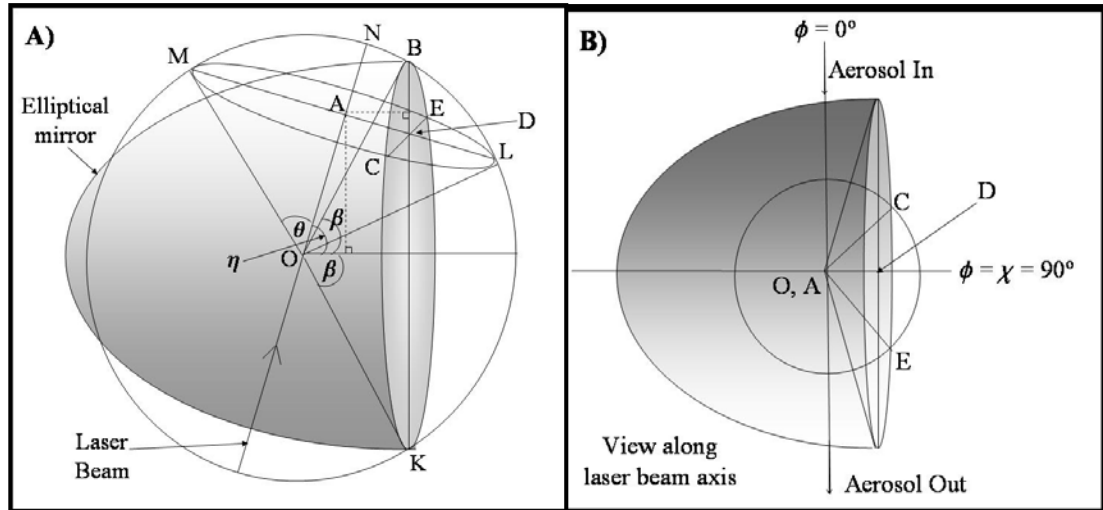 A)
N
B
M
A
E
D
Elliptical
mirror
C
L
β
θ
η
O
β
Laser
Beam
K
B)
ϕ = 0º
Aerosol In
C
D
ϕ = χ = 90º
O, A
E
View along
laser beam axis
Aerosol Out